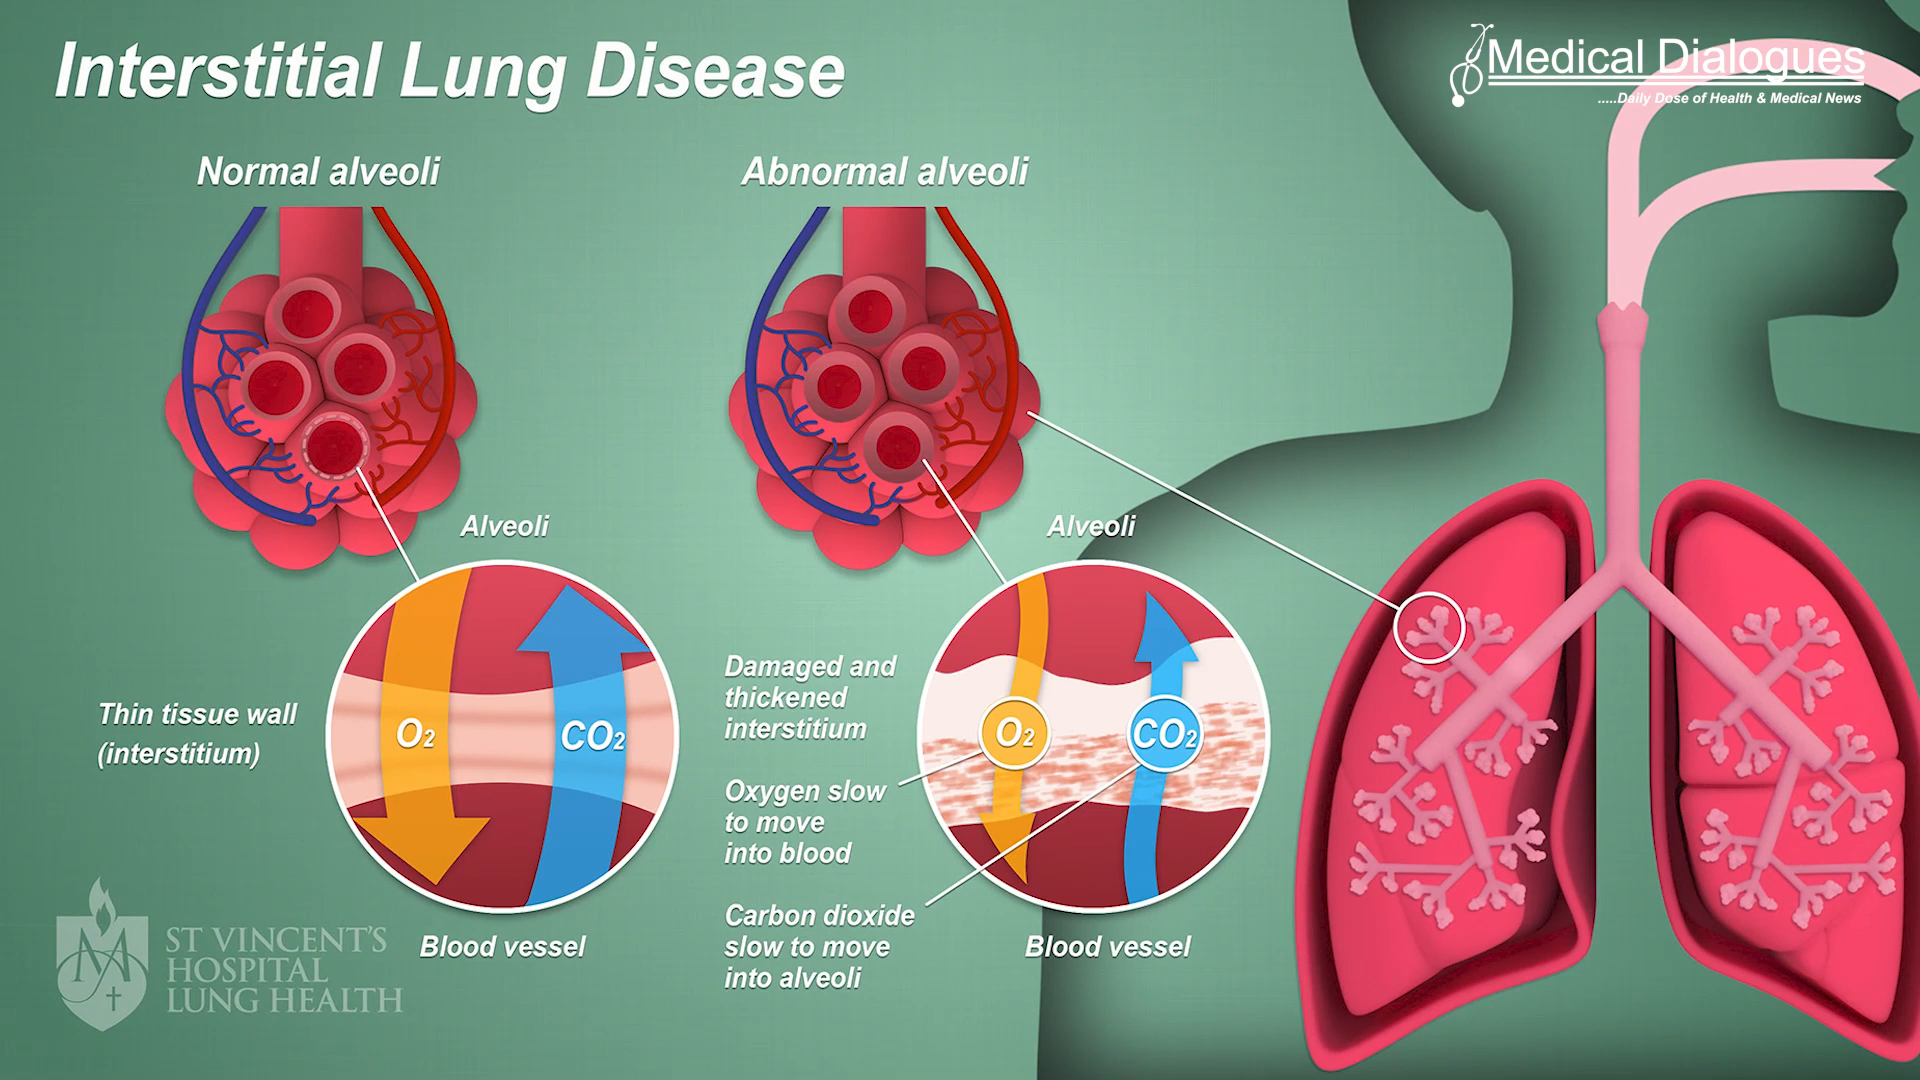 Interstitial Lung Disease
Medical Dialogues
.....Daily Dose of Health & Medical News
Normal alveoli
Abnormal alveoli
Alveoli
Alveoli
Thin tissue wall
(interstitium)
O₂
CO₂
Damaged and
thickened
interstitium
O₂
CO₂
Oxygen slow
to move
into blood
Carbon dioxide
slow to move
into alveoli
Blood vessel
Blood vessel
ST VINCENT'S
HOSPITAL
LUNG HEALTH